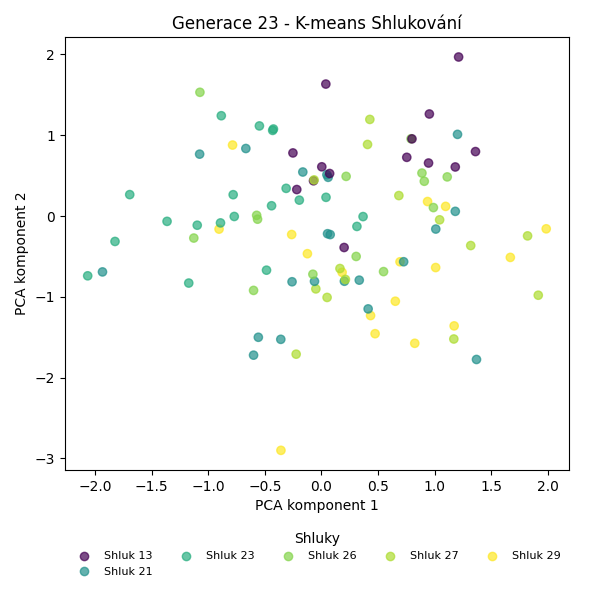 Generace 23 - K-means Shlukování
PCA komponent 2
2
1
0
−1
−2
−3
−2.0 −1.5 −1.0 −0.5 0.0 0.5 1.0 1.5 2.0
PCA komponent 1
Shluky
Shluk 13 Shluk 23 Shluk 26 Shluk 27 Shluk 29
Shluk 21